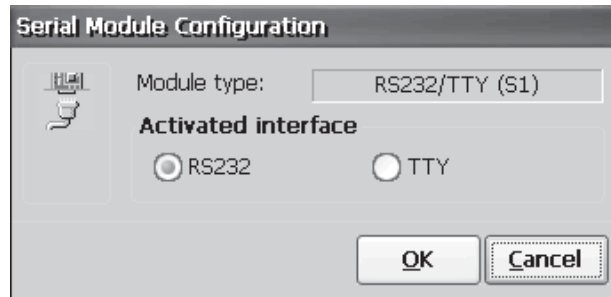 Serial Module Configuration
Module type: RS232/TTY (S1)
Activated interface
RS232 TTY
OK Cancel